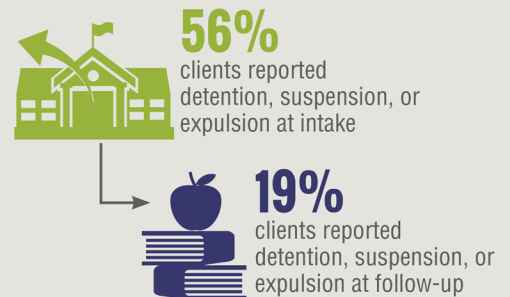 56%
clients reported
detention, suspension, or
expulsion at intake
19%
clients reported
detention, suspension, or
expulsion at follow-up